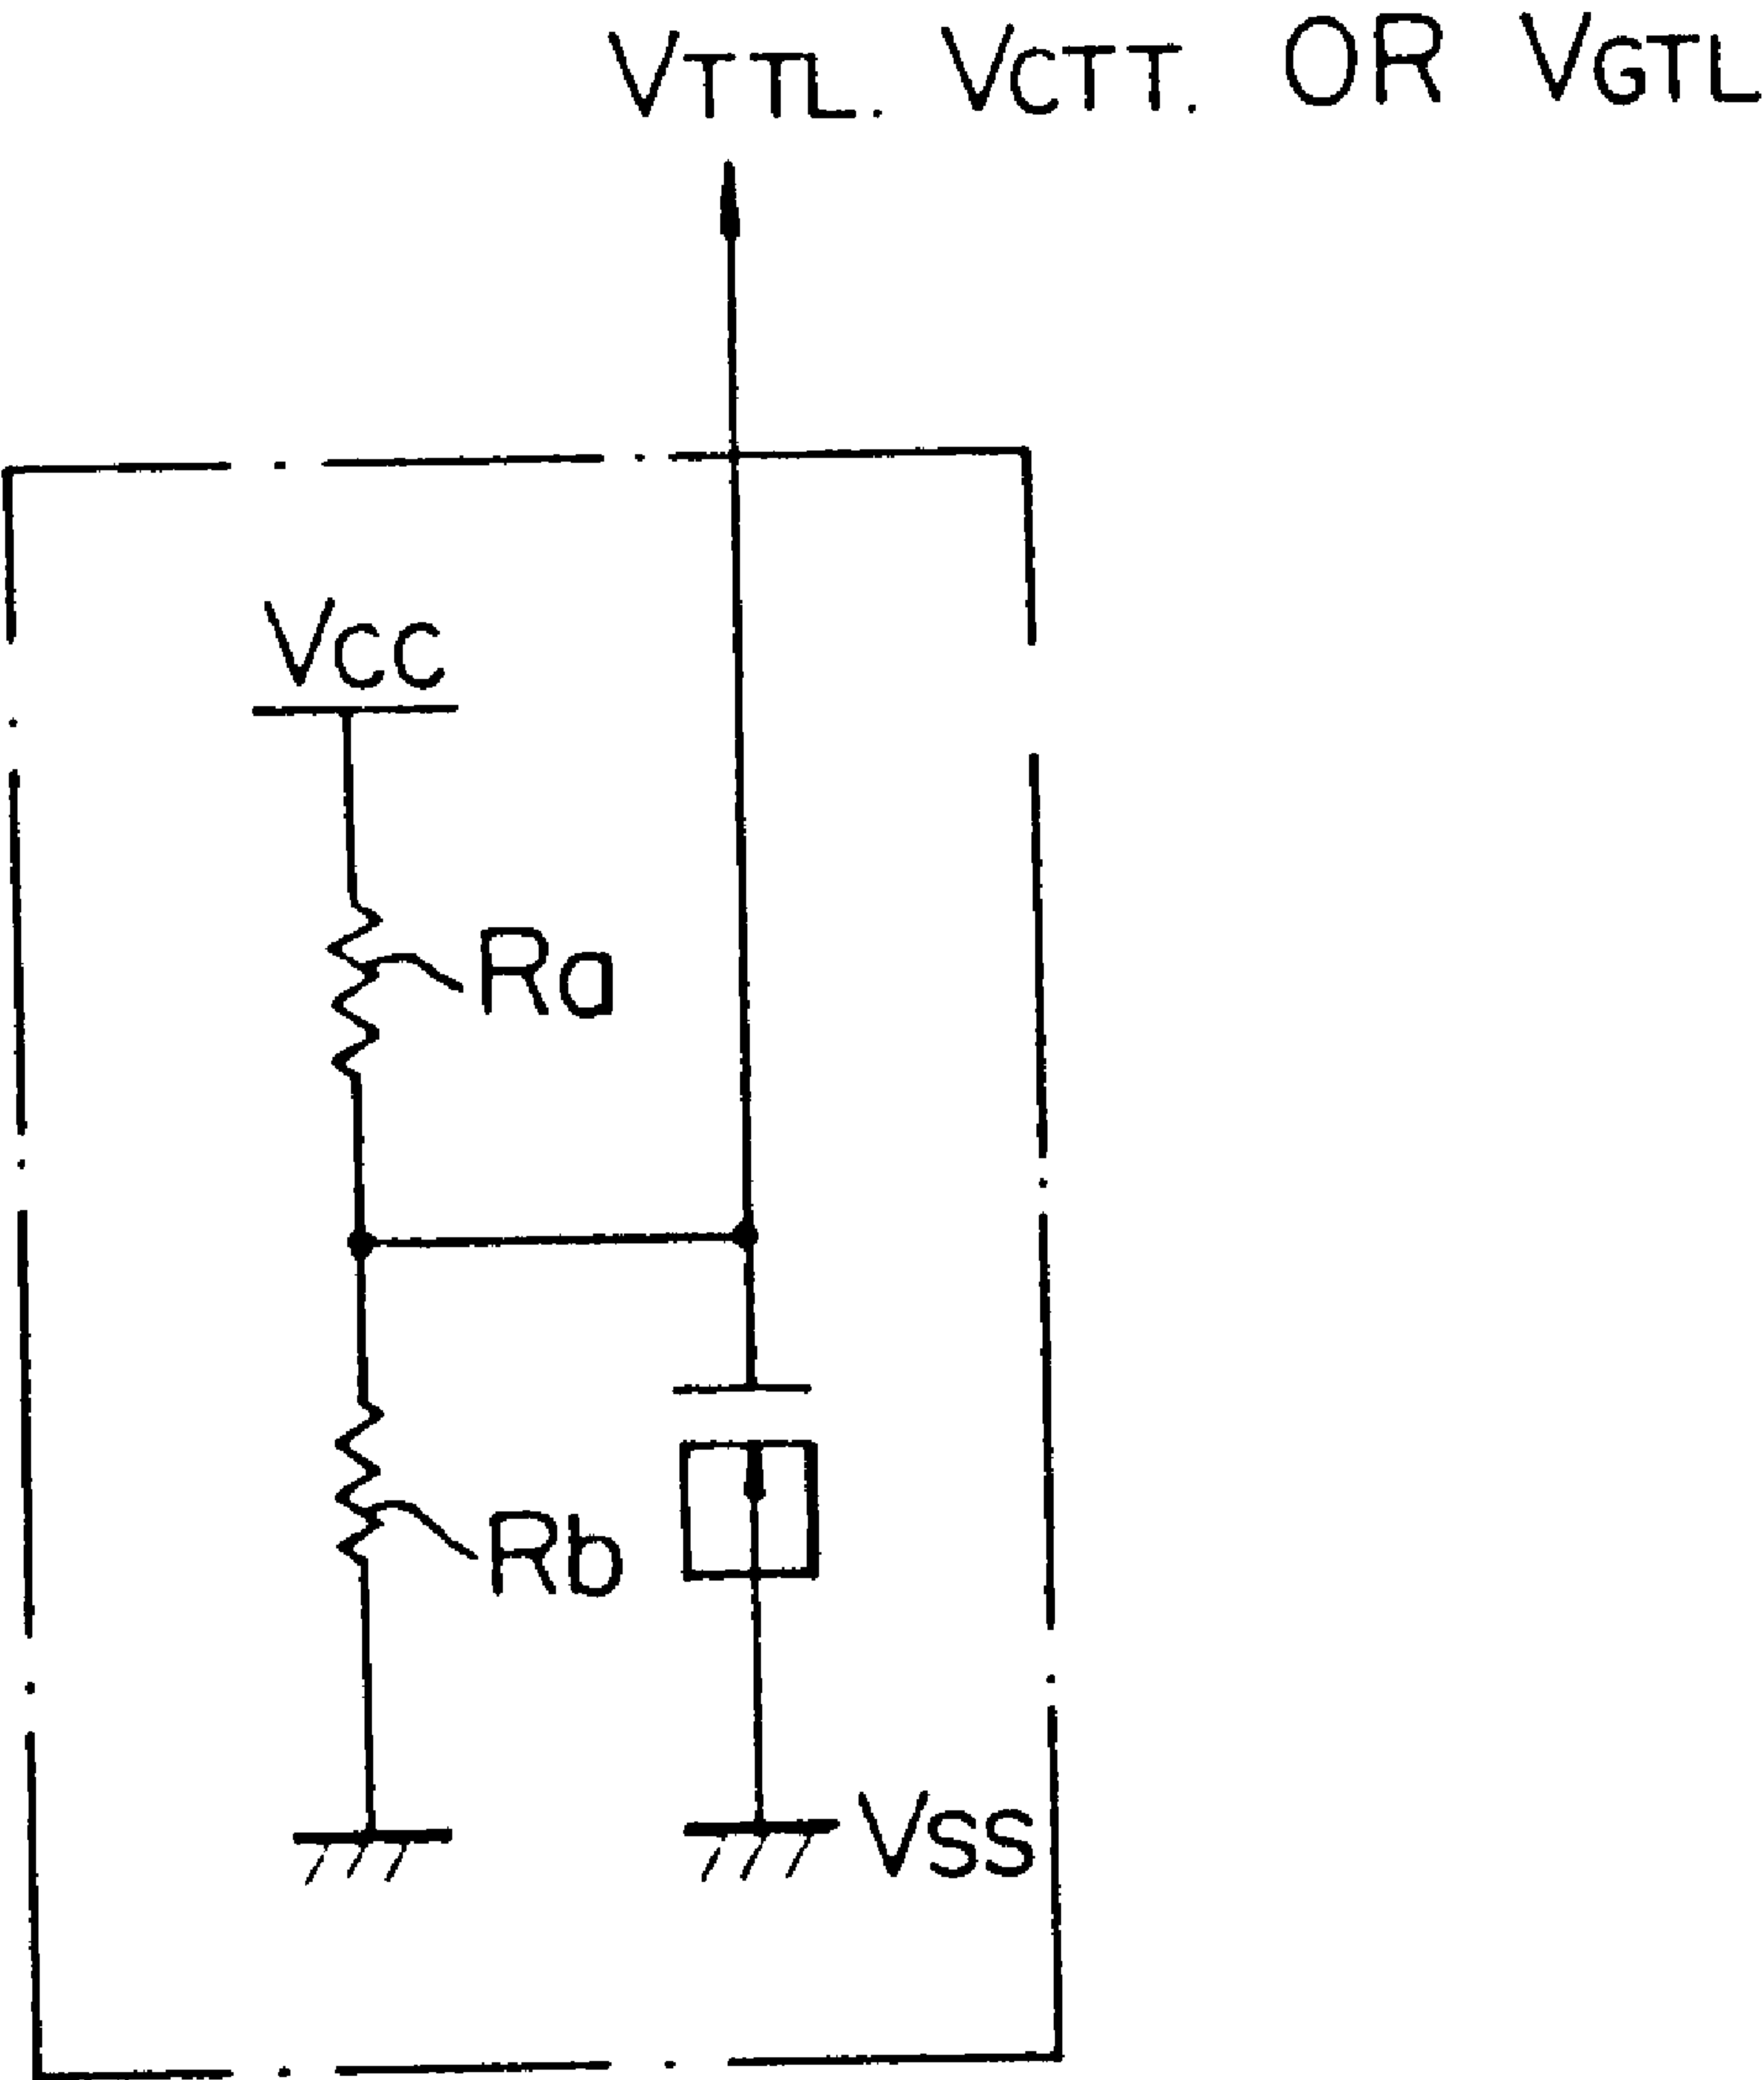 VTTL. VCTT. OR VGTL
VCC
Ra
Rb
VSS